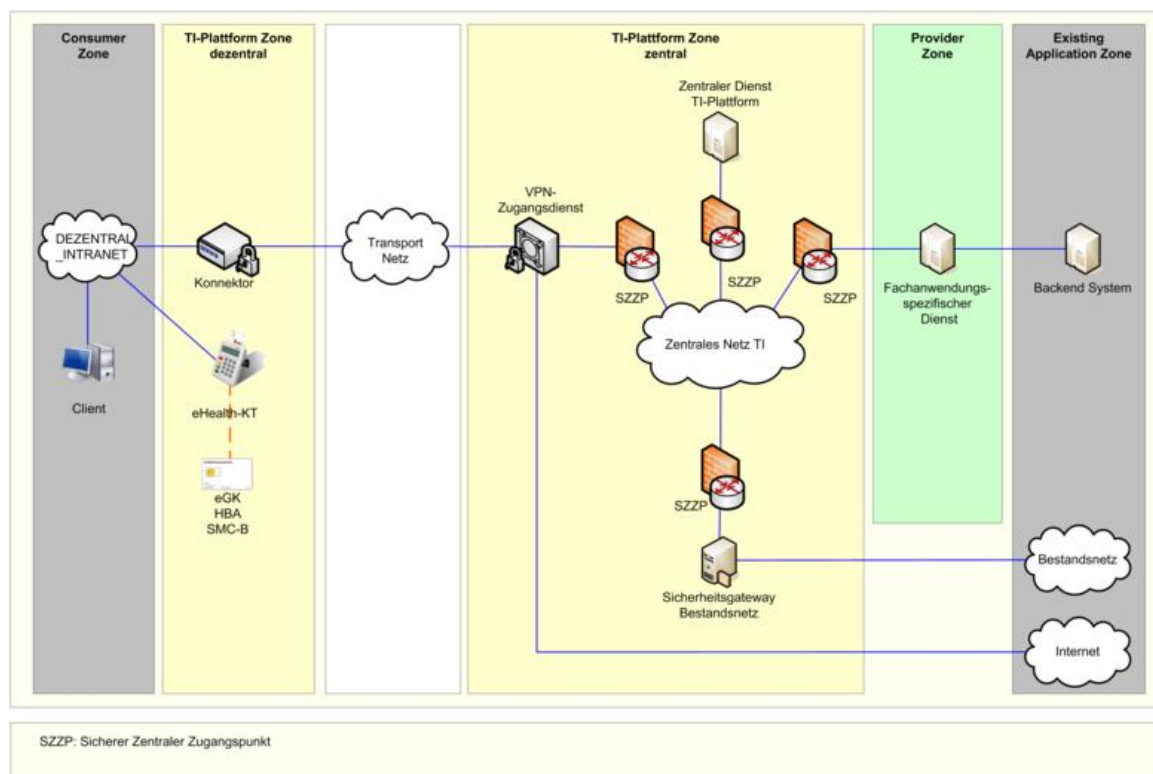 Consumer
Zone
TI-Plattform Zone
dezentral
TI-Plattform Zone
zentral
Provider
Zone
Existing
Application Zone
Zentraler Dienst
TI-Plattform
VPN-
Zugangsdienst
DEZENTRAL
_INTRANET
Konnektor
Transport
Netz
SZZP
SZZP
SZZP
Fachanwendungs-
spezifischer
Dienst
Backend System
Zentrales Netz TI
Client
eHealth-KT
eGK
HBA
SMC-B
SZZP
Sicherheitsgateway
Bestandsnetz
Bestandsnetz
Internet
SZZP: Sicherer Zentraler Zugangspunkt